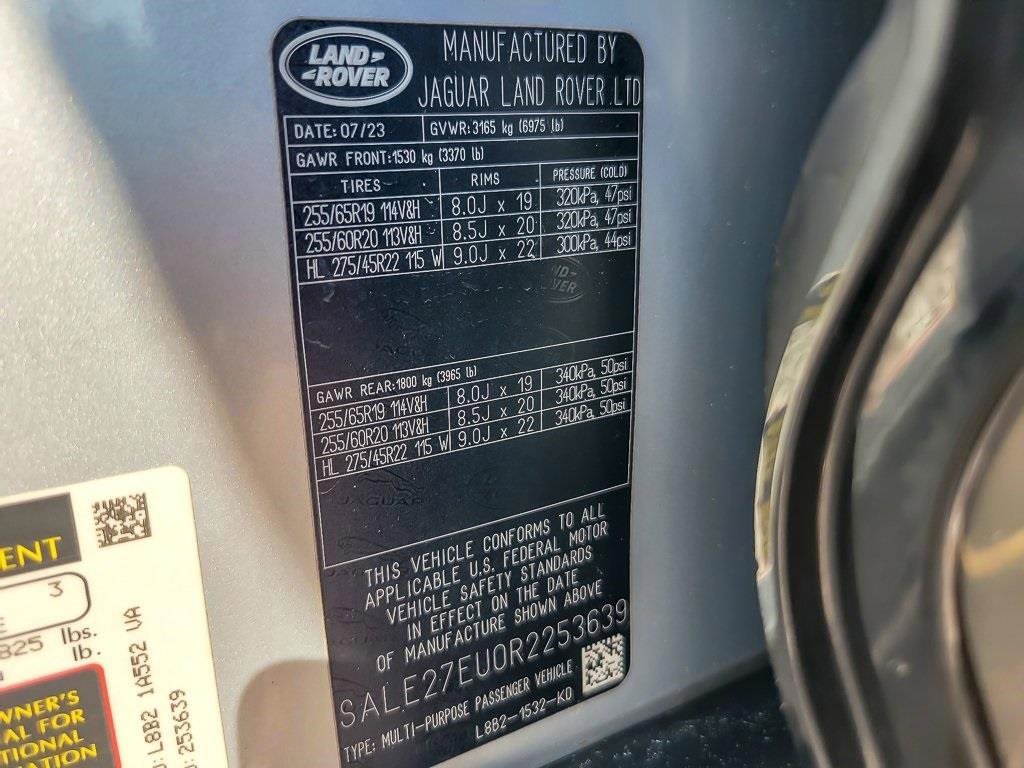 LAND ROVER
MANUFACTURED BY
JAGUAR LAND ROVER LTD
DATE: 07/23 GVWR: 3165 kg (6975 lb)
GAWR FRONT: 1530 kg (3370 lb)
TIRES RIMS PRESSURE (COLD)
255/65R19 114V&H 8.0J x 19 320kPa, 47psi
255/60R20 113V&H 8.5J x 20 320kPa, 47psi
HL 275/45R22 115 W 9.0J x 22 300kPa, 44psi
GAWR REAR: 1800 kg (3965 lb)
255/65R19 114V&H 8.0J x 19 340kPa, 50psi
255/60R20 113V&H 8.5J x 20 340kPa, 50psi
HL 275/45R22 115 W 9.0J x 22 340kPa, 50psi
JAGUAR
THIS VEHICLE CONFORMS TO ALL
APPLICABLE U.S. FEDERAL MOTOR
VEHICLE SAFETY STANDARDS
IN EFFECT ON THE DATE
OF MANUFACTURE SHOWN ABOVE
SALE27EU0R2253639
TYPE: MULTI-PURPOSE PASSENGER VEHICLE
L8B2-1532-KD
3
lbs.
lb.
L8B2 1A552 VA
253639